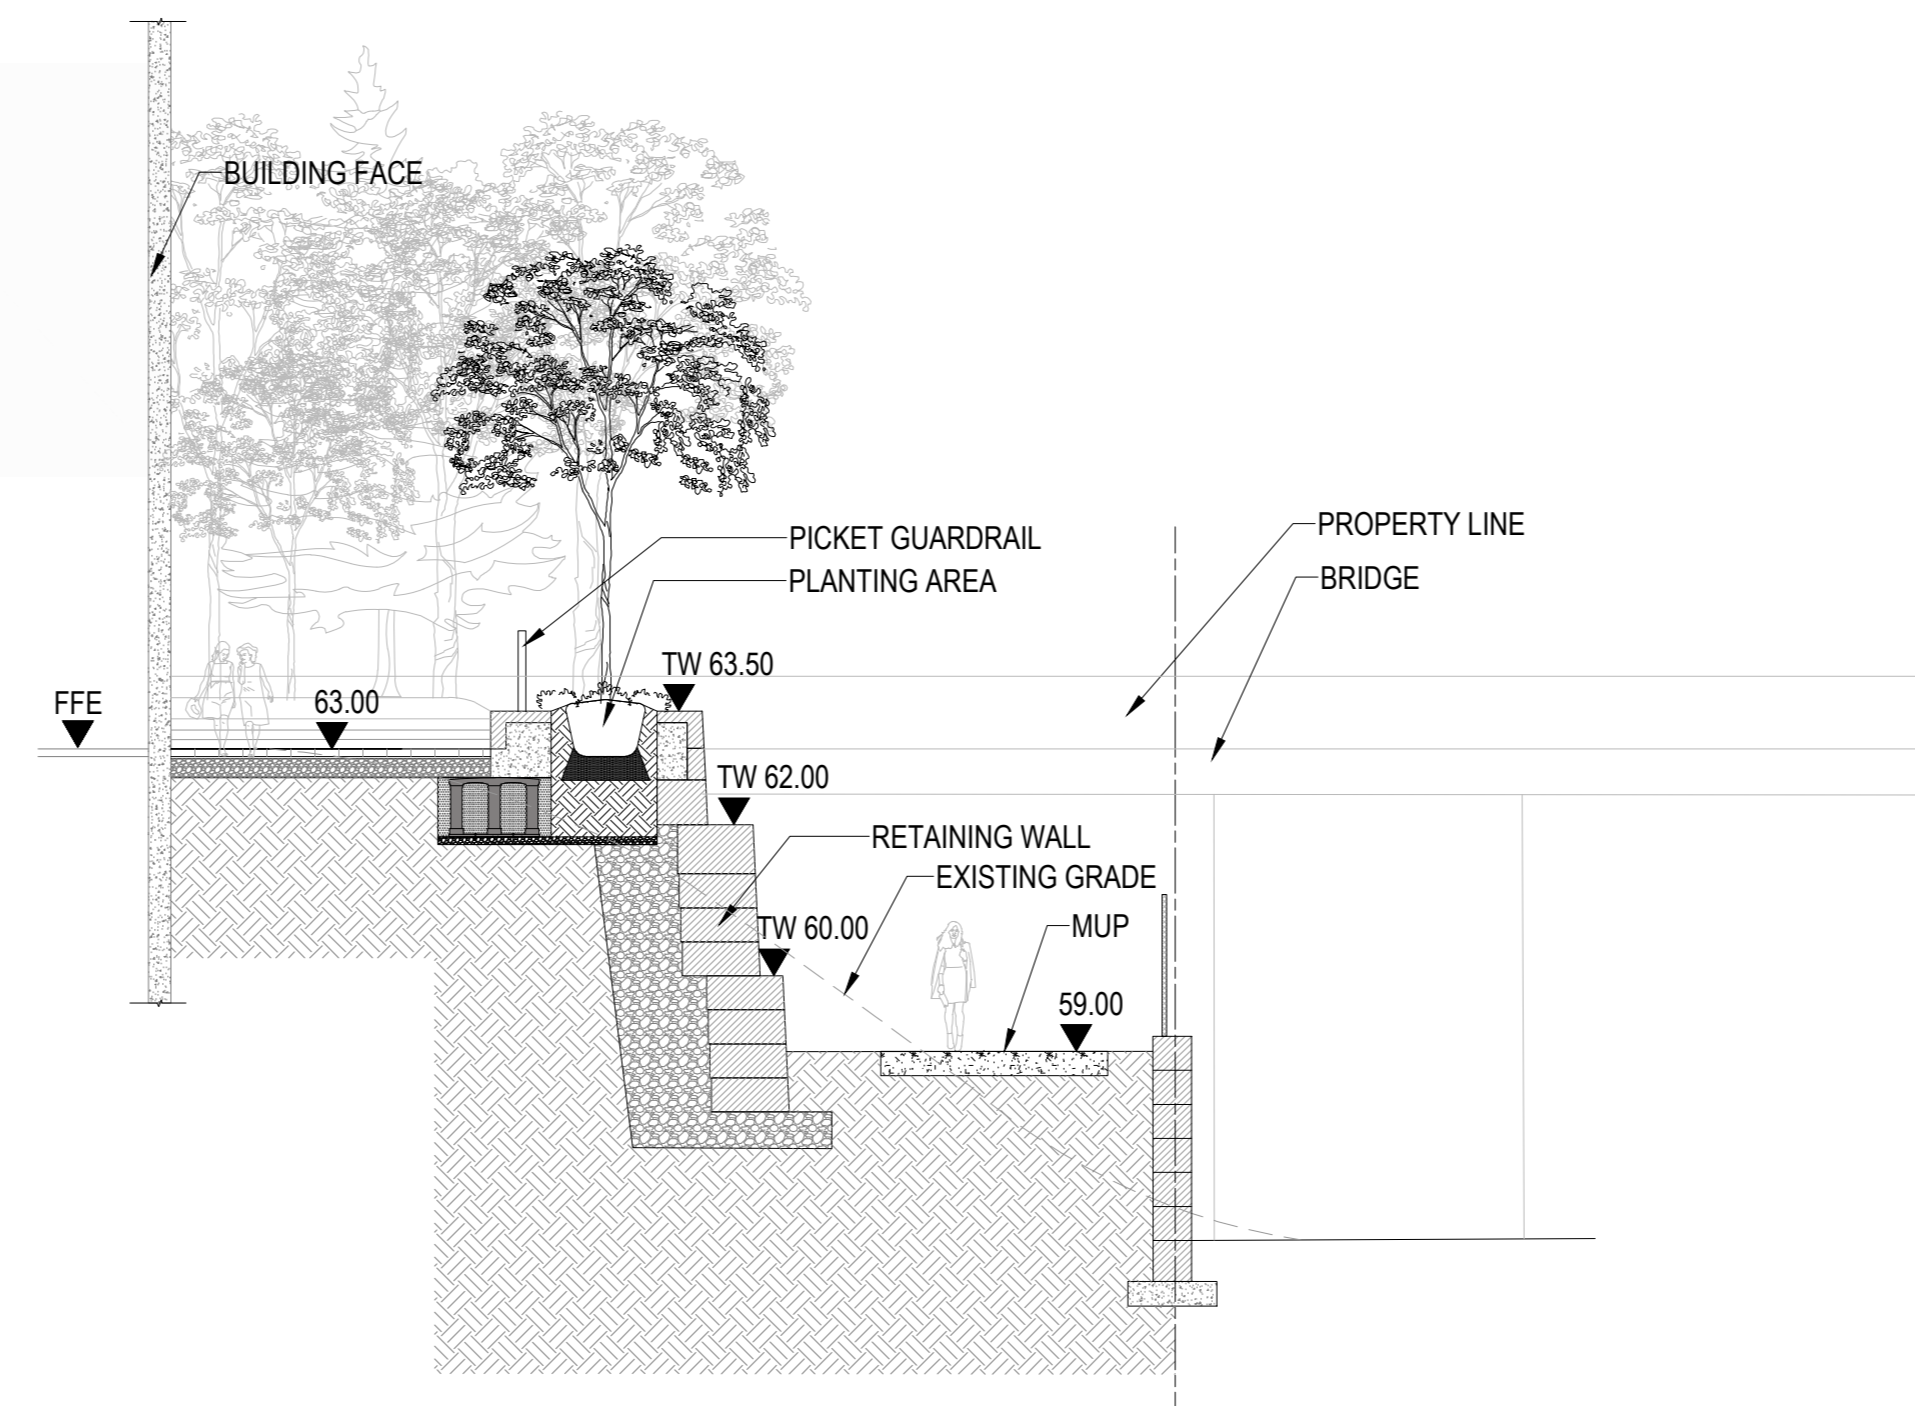 BUILDING FACE
PROPERTY LINE
PICKET GUARDRAIL
BRIDGE
PLANTING AREA
TW 63.50
FFE
63.00
TW 62.00
RETAINING WALL
EXISTING GRADE
TW 60.00
MUP
59.00